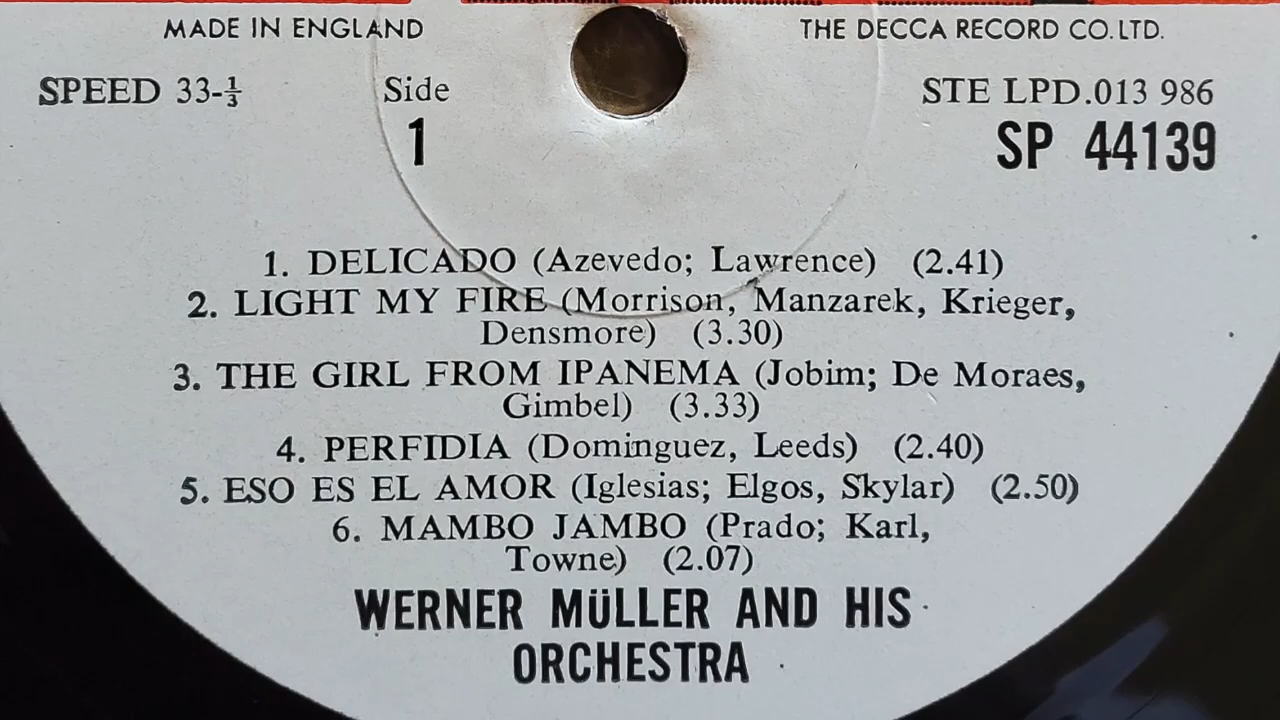 MADE IN ENGLAND
THE DECCA RECORD CO. LTD.
SPEED 33-⅓
Side
1
STE LPD.013 986
SP 44139
1. DELICADO (Azevedo; Lawrence) (2.41)
2. LIGHT MY FIRE (Morrison, Manzarek, Krieger,
Densmore) (3.30)
3. THE GIRL FROM IPANEMA (Jobim; De Moraes,
Gimbel) (3.33)
4. PERFIDIA (Dominguez, Leeds) (2.40)
5. ESO ES EL AMOR (Iglesias; Elgos, Skylar) (2.50)
6. MAMBO JAMBO (Prado; Karl,
Towne) (2.07)
WERNER MÜLLER AND HIS
ORCHESTRA